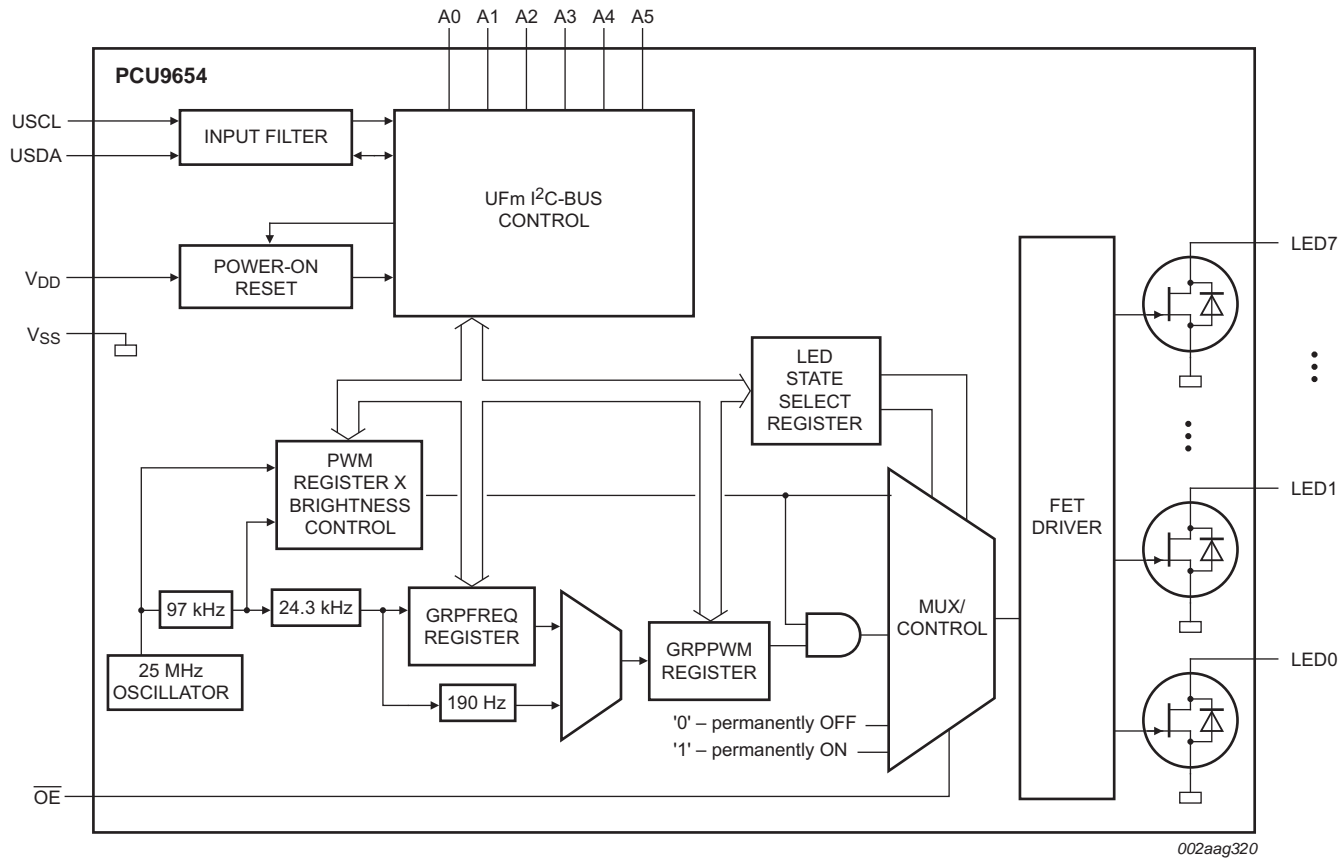 A0 A1 A2 A3 A4 A5
PCU9654
USCL
USDA
INPUT FILTER
UFm I²C-BUS
CONTROL
VDD
POWER-ON
RESET
VSS
LED7
LED
STATE
SELECT
REGISTER
PWM
REGISTER X
BRIGHTNESS
CONTROL
LED1
FET
DRIVER
97 kHz
24.3 kHz
GRPFREQ
REGISTER
MUX/
CONTROL
GRPPWM
REGISTER
LED0
25 MHz
OSCILLATOR
190 Hz
'0' – permanently OFF
'1' – permanently ON
OE
002aag320